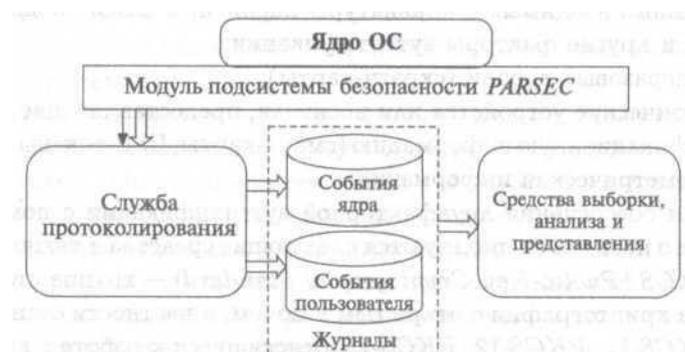 Ядро ОС
Модуль подсистемы безопасности PARSEC
Служба
протоколирования
События
ядра
События
пользователя
Журналы
Средства выборки,
анализа и
представления